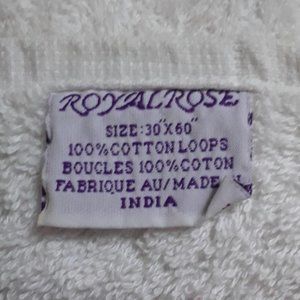 ROYALROSE
SIZE:30"X60"
100%COTTON LOOPS
BOUCLES 100%COTON
FABRIQUE AU/MADE
INDIA